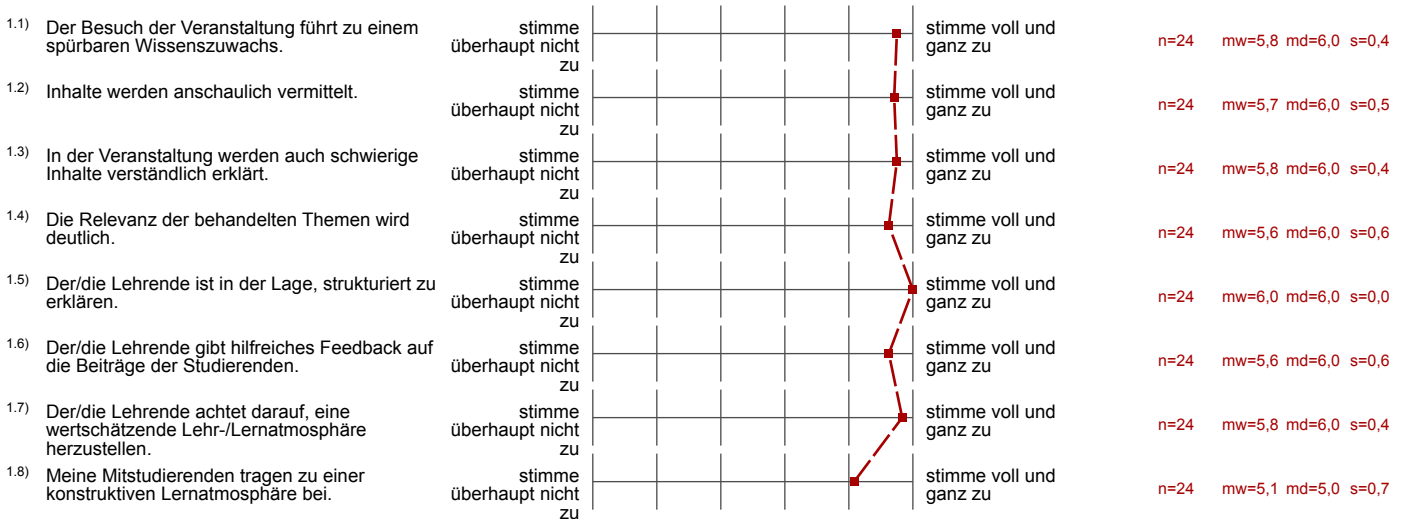 1.1) Der Besuch der Veranstaltung führt zu einem
spürbaren Wissenszuwachs.
stimme
überhaupt nicht
zu
stimme voll und
ganz zu
n=24 mw=5,8 md=6,0 s=0,4
1.2) Inhalte werden anschaulich vermittelt.
stimme
überhaupt nicht
zu
stimme voll und
ganz zu
n=24 mw=5,7 md=6,0 s=0,5
1.3) In der Veranstaltung werden auch schwierige
Inhalte verständlich erklärt.
stimme
überhaupt nicht
zu
stimme voll und
ganz zu
n=24 mw=5,8 md=6,0 s=0,4
1.4) Die Relevanz der behandelten Themen wird
deutlich.
stimme
überhaupt nicht
zu
stimme voll und
ganz zu
n=24 mw=5,6 md=6,0 s=0,6
1.5) Der/die Lehrende ist in der Lage, strukturiert zu
erklären.
stimme
überhaupt nicht
zu
stimme voll und
ganz zu
n=24 mw=6,0 md=6,0 s=0,0
1.6) Der/die Lehrende gibt hilfreiches Feedback auf
die Beiträge der Studierenden.
stimme
überhaupt nicht
zu
stimme voll und
ganz zu
n=24 mw=5,6 md=6,0 s=0,6
1.7) Der/die Lehrende achtet darauf, eine
wertschätzende Lehr-/Lernatmosphäre
herzustellen.
stimme
überhaupt nicht
zu
stimme voll und
ganz zu
n=24 mw=5,8 md=6,0 s=0,4
1.8) Meine Mitstudierenden tragen zu einer
konstruktiven Lernatmosphäre bei.
stimme
überhaupt nicht
zu
stimme voll und
ganz zu
n=24 mw=5,1 md=5,0 s=0,7